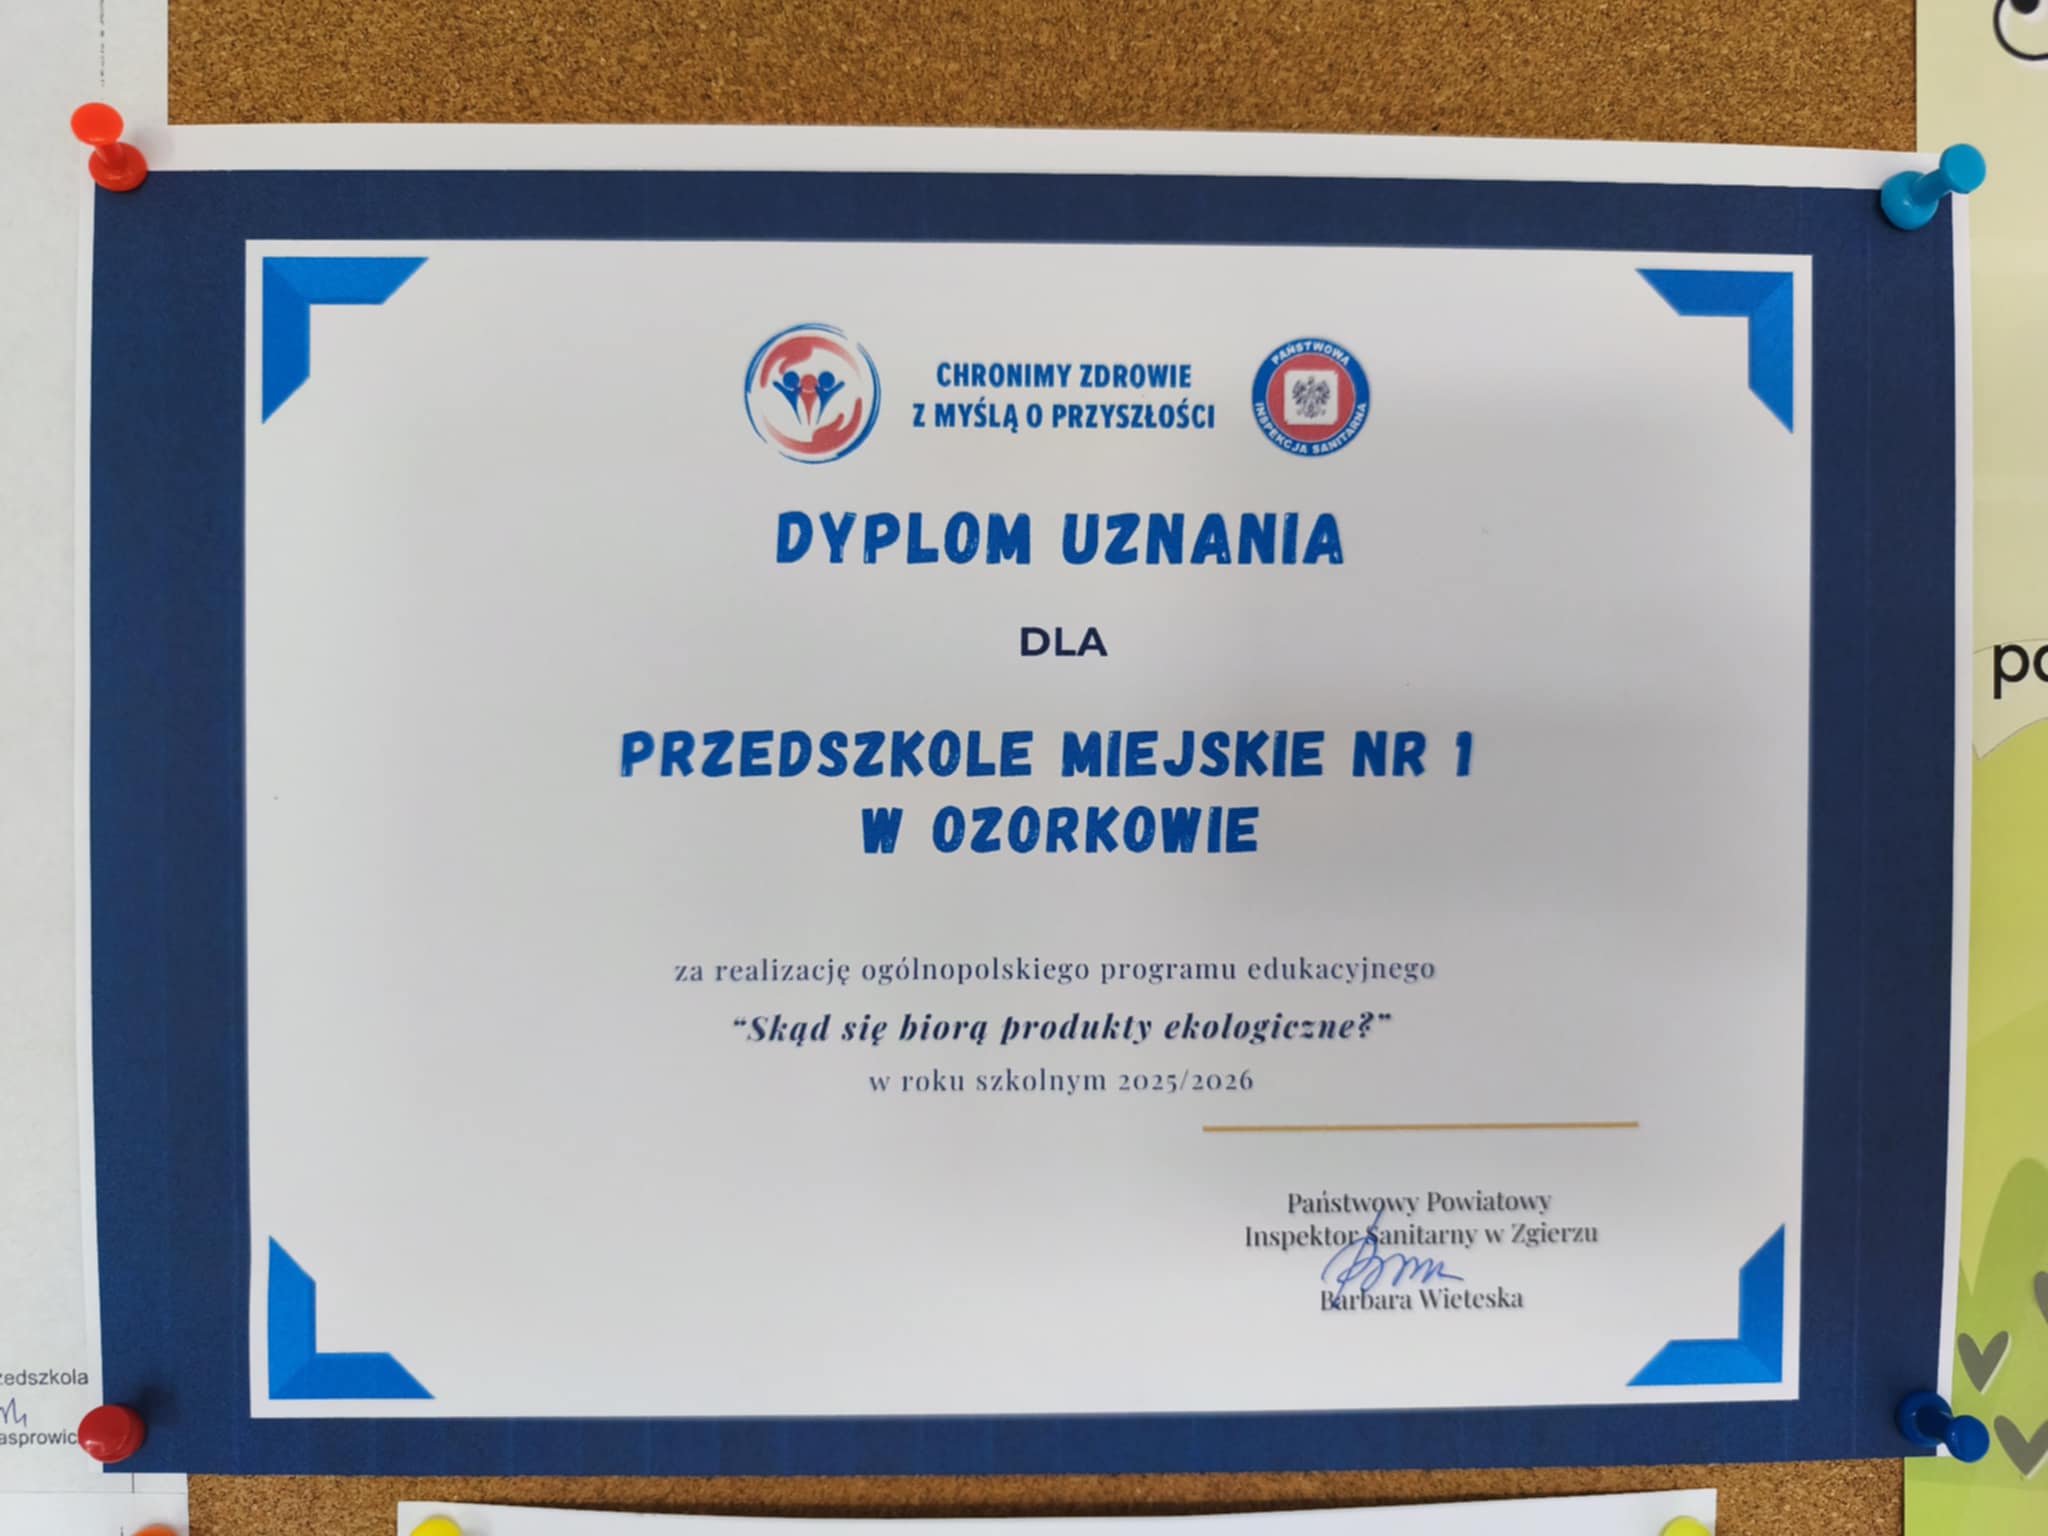 CHRONIMY ZDROWIE
Z MYŚLĄ O PRZYSZŁOŚCI
PAŃSTWOWA
INSPEKCJA SANITARNA
DYPLOM UZNANIA
DLA
PRZEDSZKOLE MIEJSKIE NR 1
W OZORKOWIE
za realizację ogólnopolskiego programu edukacyjnego
“Skąd się biorą produkty ekologiczne?”
w roku szkolnym 2025/2026
Państwowy Powiatowy
Inspektor Sanitarny w Zgierzu
Barbara Wieteska